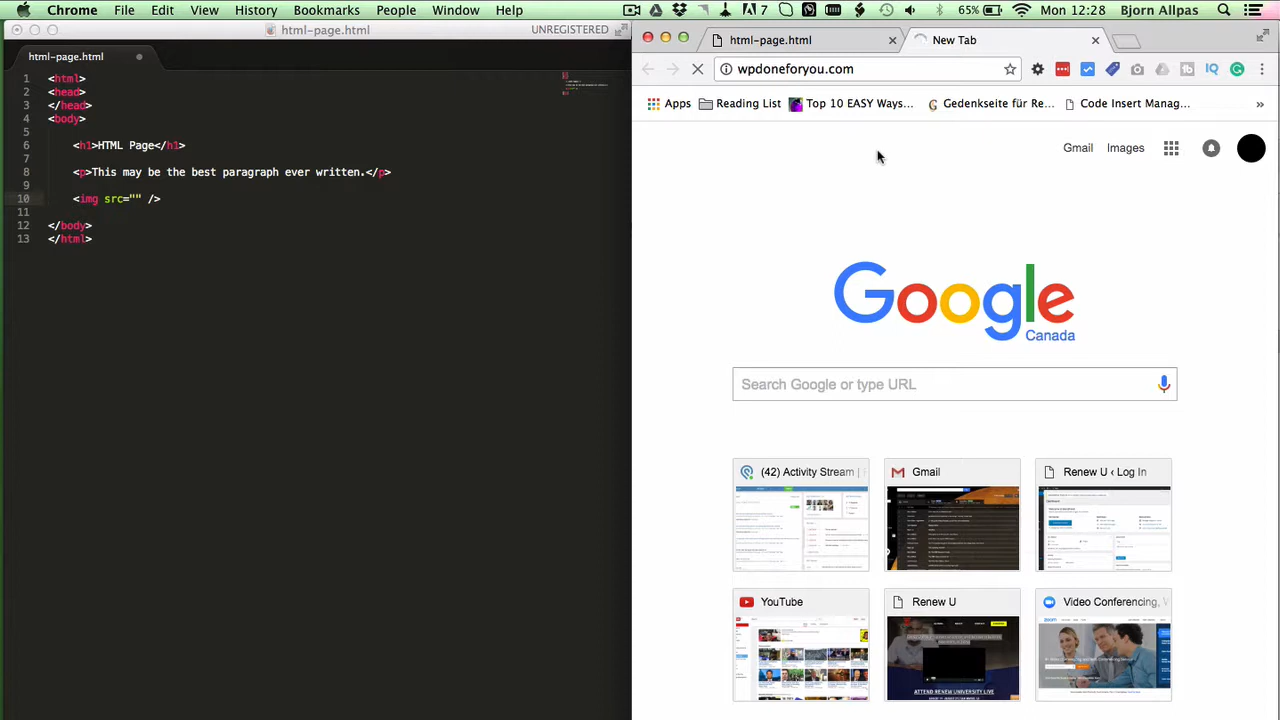 Chrome File Edit View History Bookmarks People Window Help 7 65% Mon 12:28 Bjorn Allpas
html-page.html UNREGISTERED
html-page.html
1 <html>
2 <head>
3 </head>
4 <body>
5
6 <h1>HTML Page</h1>
7
8 <p>This may be the best paragraph ever written.</p>
9
10 <img src="" />
11
12 </body>
13 </html>
html-page.html New Tab
wpdoneforyou.com
Apps Reading List Top 10 EASY Ways... Gedenkseite für Re... Code Insert Manag... »
Gmail Images
Google
Canada
Search Google or type URL
(42) Activity Stream | Gmail Renew U ‹ Log In
YouTube Renew U Video Conferencing,
ATTEND RENEW UNIVERSITY LIVE